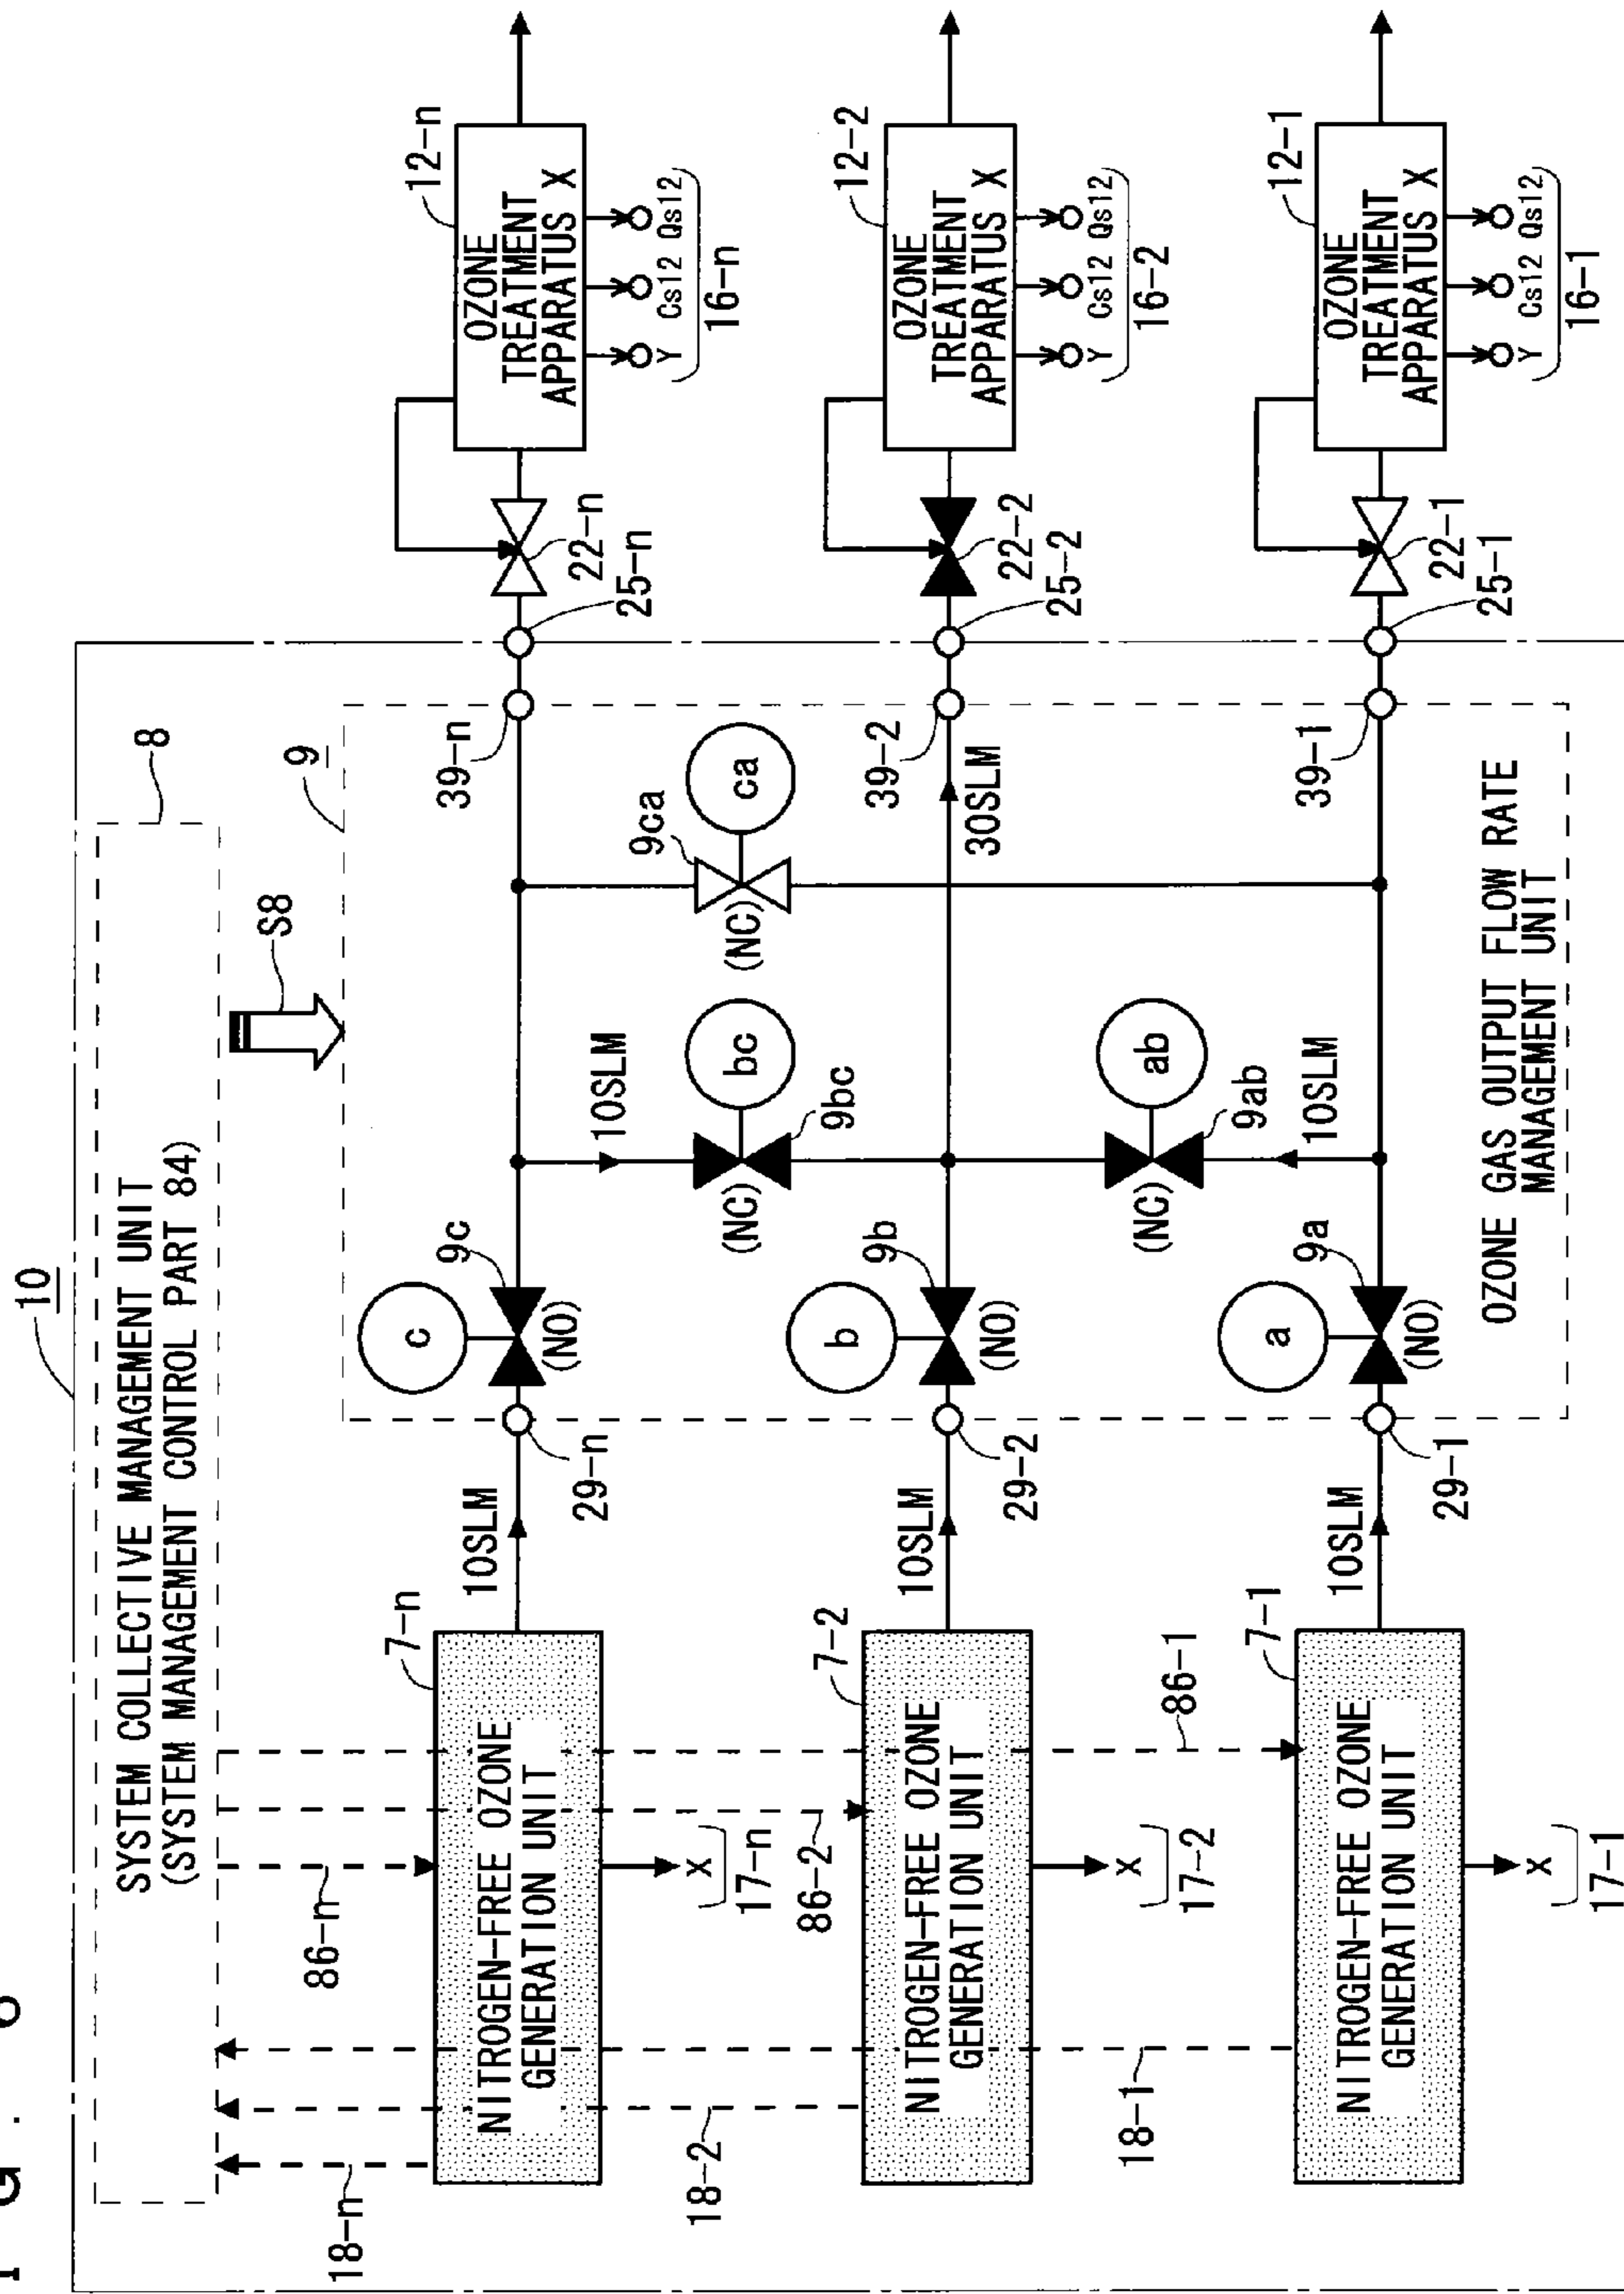 10
SYSTEM COLLECTIVE MANAGEMENT UNIT
(SYSTEM MANAGEMENT CONTROL PART 84)
8
S8
9
18-n
86-n
7-n
NITROGEN-FREE OZONE
GENERATION UNIT
10SLM
29-n
c
9c
(NO)
10SLM
bc
9bc
(NC)
ca
9ca
(NC)
39-n
25-n
22-n
12-n
OZONE
TREATMENT
APPARATUS X
Y Cs12 Qs12
16-n
X
17-n
18-2
86-2
7-2
NITROGEN-FREE OZONE
GENERATION UNIT
10SLM
29-2
b
9b
(NO)
30SLM
39-2
25-2
22-2
12-2
OZONE
TREATMENT
APPARATUS X
Y Cs12 Qs12
16-2
X
17-2
ab
9ab
(NC)
10SLM
18-1
86-1
7-1
NITROGEN-FREE OZONE
GENERATION UNIT
10SLM
29-1
a
9a
(NO)
39-1
25-1
22-1
12-1
OZONE
TREATMENT
APPARATUS X
Y Cs12 Qs12
16-1
X
17-1
OZONE GAS OUTPUT FLOW RATE
MANAGEMENT UNIT